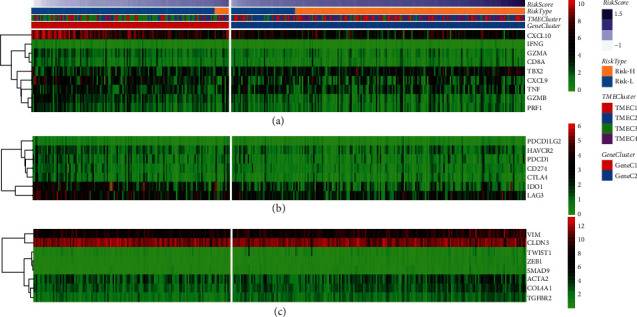 RiskScore
RiskType
TMECluster
GeneCluster
CXCL10
IFNG
GZMA
CD8A
TBX2
CXCL9
TNF
GZMB
PRF1
(a)
10
8
6
4
2
0
RiskScore
1.5
−1
RiskType
Risk-H
Risk-L
TMECluster
TMEC1
TMEC2
TMEC3
TMEC4
GeneCluster
GeneC1
GeneC2
PDCD1LG2
HAVCR2
PDCD1
CD274
CTLA4
IDO1
LAG3
(b)
6
5
4
3
2
1
0
VIM
CLDN3
TWIST1
ZEB1
SMAD9
ACTA2
COL4A1
TGFBR2
(c)
12
10
8
6
4
2